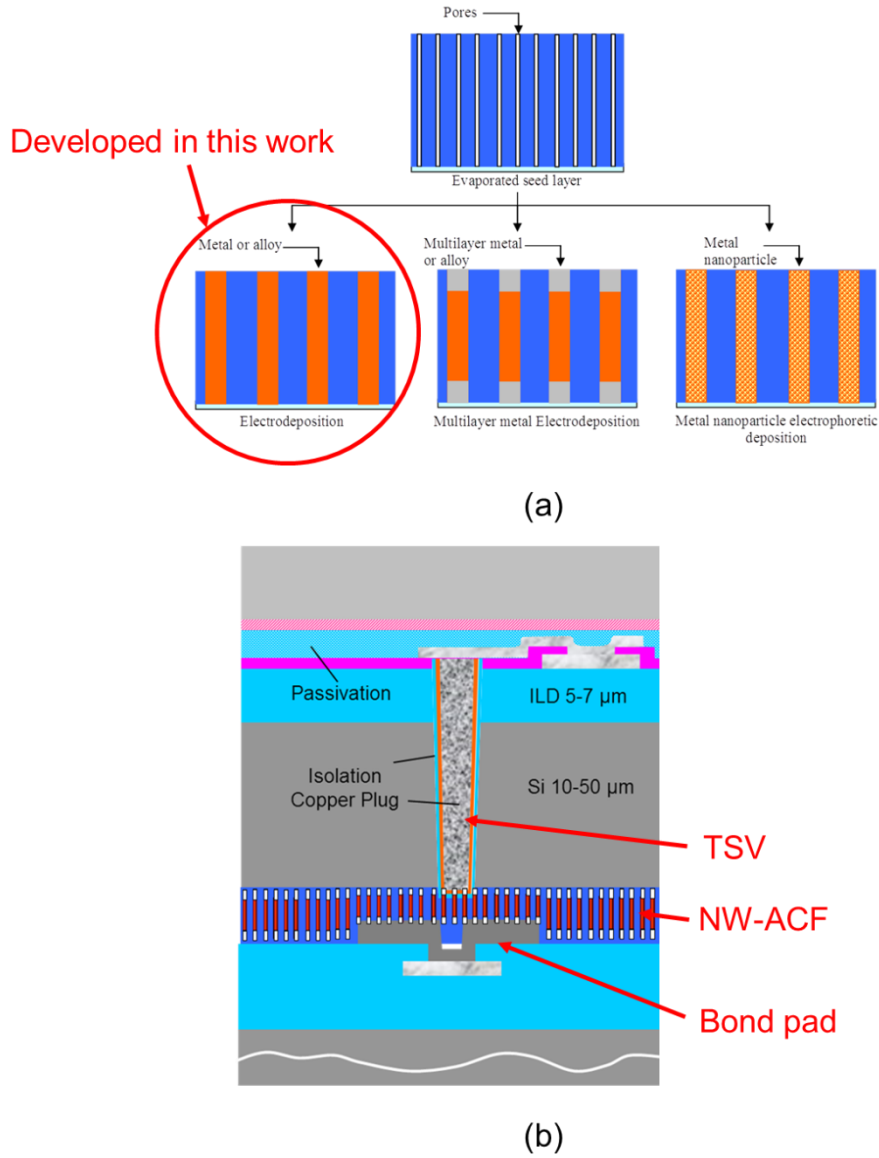 Pores
Developed in this work
Evaporated seed layer
Metal or alloy
Multilayer metal
or alloy
Metal
nanoparticle
Electrodeposition
Multilayer metal Electrodeposition
Metal nanoparticle electrophoretic
deposition
(a)
Passivation
ILD 5-7 µm
Isolation
Copper Plug
Si 10-50 µm
TSV
NW-ACF
Bond pad
(b)